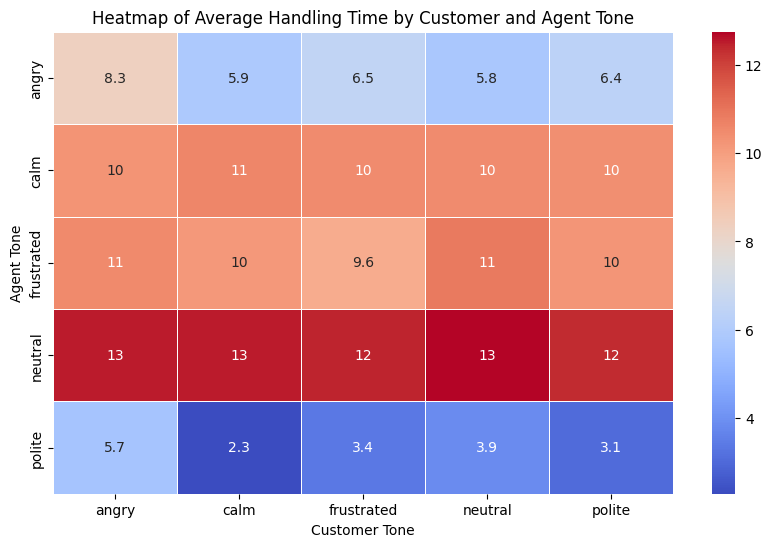 Heatmap of Average Handling Time by Customer and Agent Tone
Agent Tone
angry 8.3 5.9 6.5 5.8 6.4
calm 10 11 10 10 10
frustrated 11 10 9.6 11 10
neutral 13 13 12 13 12
polite 5.7 2.3 3.4 3.9 3.1
angry calm frustrated neutral polite
Customer Tone
12
10
8
6
4